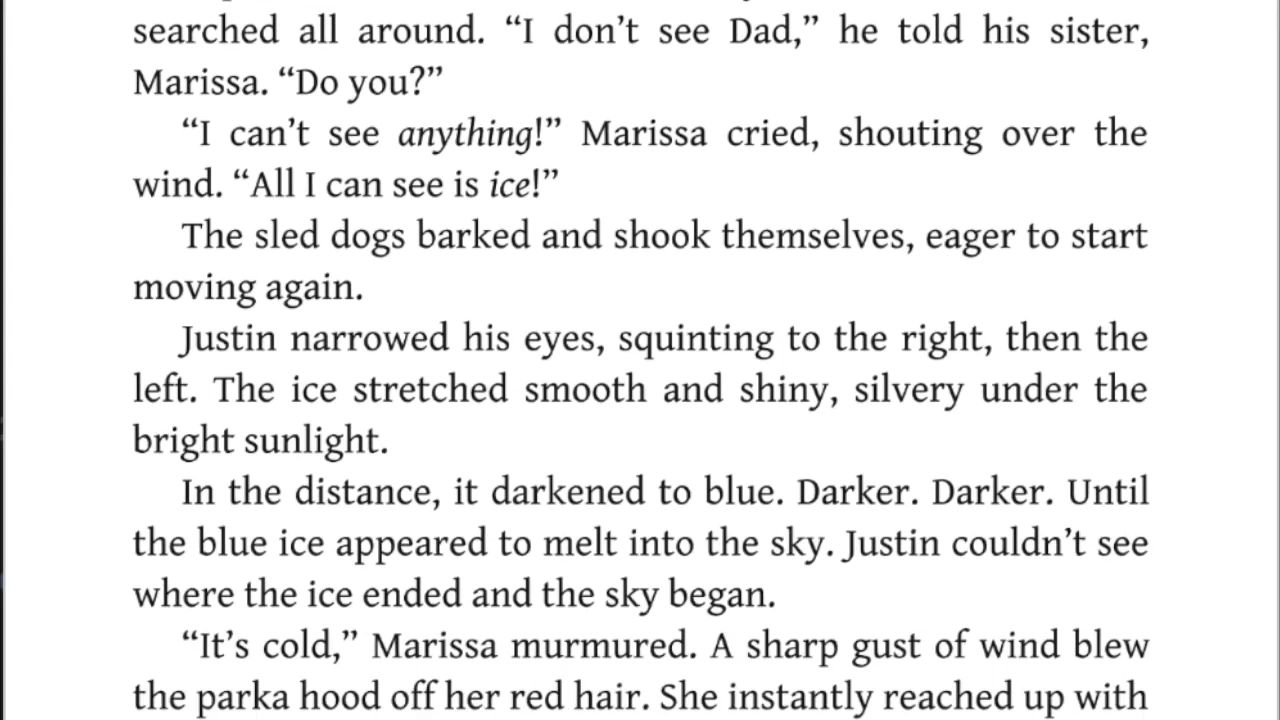 searched all around. “I don’t see Dad,” he told his sister,
Marissa. “Do you?”
“I can’t see anything!” Marissa cried, shouting over the
wind. “All I can see is ice!”
The sled dogs barked and shook themselves, eager to start
moving again.
Justin narrowed his eyes, squinting to the right, then the
left. The ice stretched smooth and shiny, silvery under the
bright sunlight.
In the distance, it darkened to blue. Darker. Darker. Until
the blue ice appeared to melt into the sky. Justin couldn’t see
where the ice ended and the sky began.
“It’s cold,” Marissa murmured. A sharp gust of wind blew
the parka hood off her red hair. She instantly reached up with